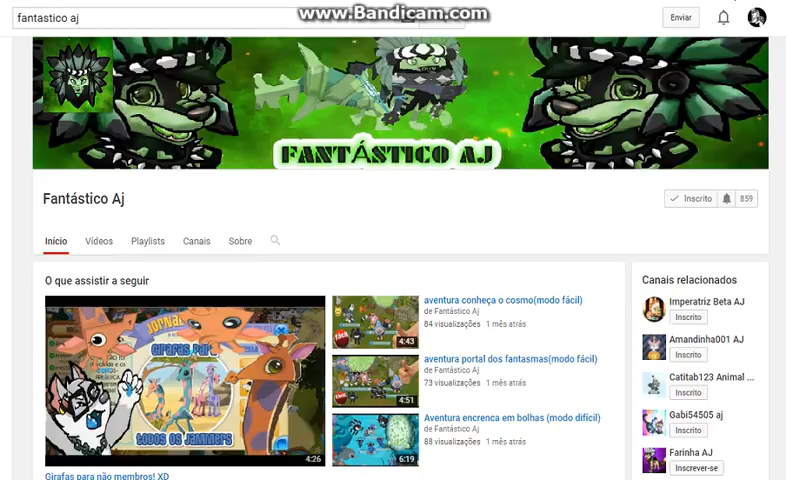 www.Bandicam.com
fantastico aj
Enviar
FANTÁSTICO AJ
Fantástico Aj
Inscrito 859
Início Vídeos Playlists Canais Sobre
O que assistir a seguir
JORNAL
GIRAFAS PARA
TODOS OS JAMMERS
4:26
Girafas para não membros! XD
4:43
aventura conheça o cosmo(modo fácil)
de Fantástico Aj
84 visualizações 1 mês atrás
4:51
aventura portal dos fantasmas(modo fácil)
de Fantástico Aj
73 visualizações 1 mês atrás
6:19
Aventura encrenca em bolhas (modo difícil)
de Fantástico Aj
88 visualizações 1 mês atrás
Canais relacionados
Imperatriz Beta AJ
Inscrito
Amandinha001 AJ
Inscrito
Catitab123 Animal ...
Inscrito
Gabi54505 aj
Inscrito
Farinha AJ
Inscrever-se